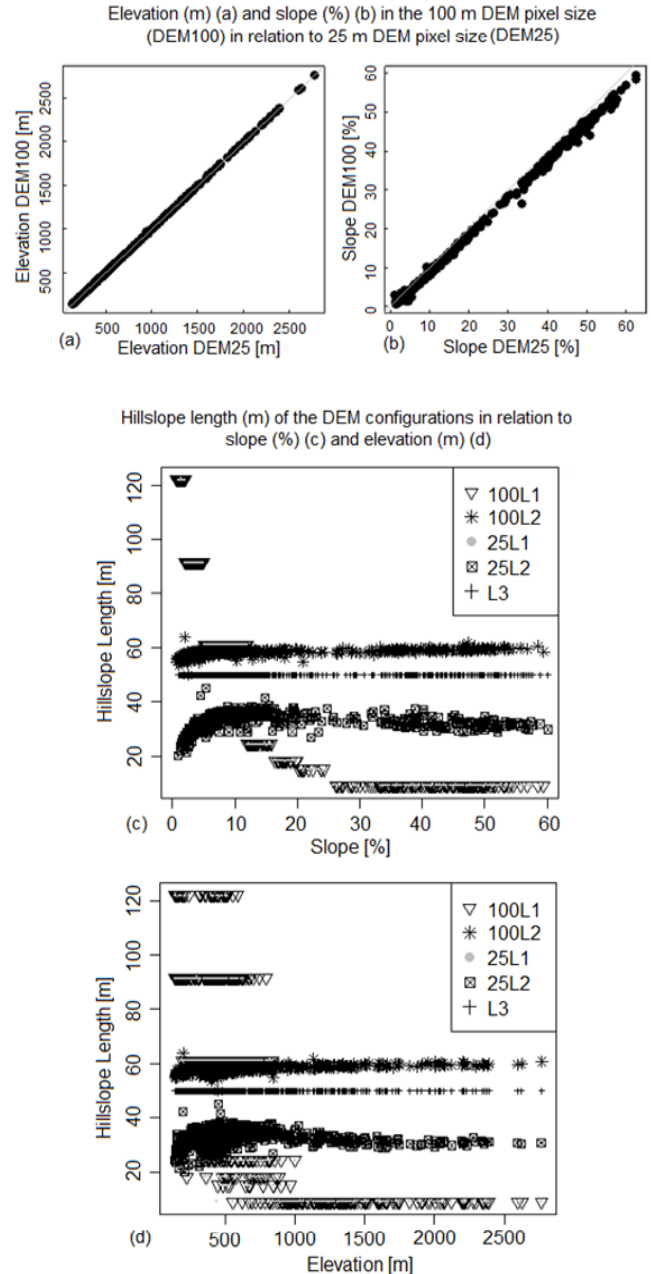 Elevation (m) (a) and slope (%) (b) in the 100 m DEM pixel size
(DEM100) in relation to 25 m DEM pixel size (DEM25)
Elevation DEM100 [m]
500 1000 1500 2000 2500
500 1000 1500 2000 2500
(a)
Elevation DEM25 [m]
Slope DEM100 [%]
0 10 20 30 40 50 60
0 10 20 30 40 50 60
(b)
Slope DEM25 [%]
Hillslope length (m) of the DEM configurations in relation to
slope (%) (c) and elevation (m) (d)
Hillslope Length [m]
120
100
80
60
40
20
100L1
100L2
25L1
25L2
L3
0 10 20 30 40 50 60
(c)
Slope [%]
Hillslope Length [m]
120
100
80
60
40
20
100L1
100L2
25L1
25L2
L3
500 1000 1500 2000 2500
(d)
Elevation [m]